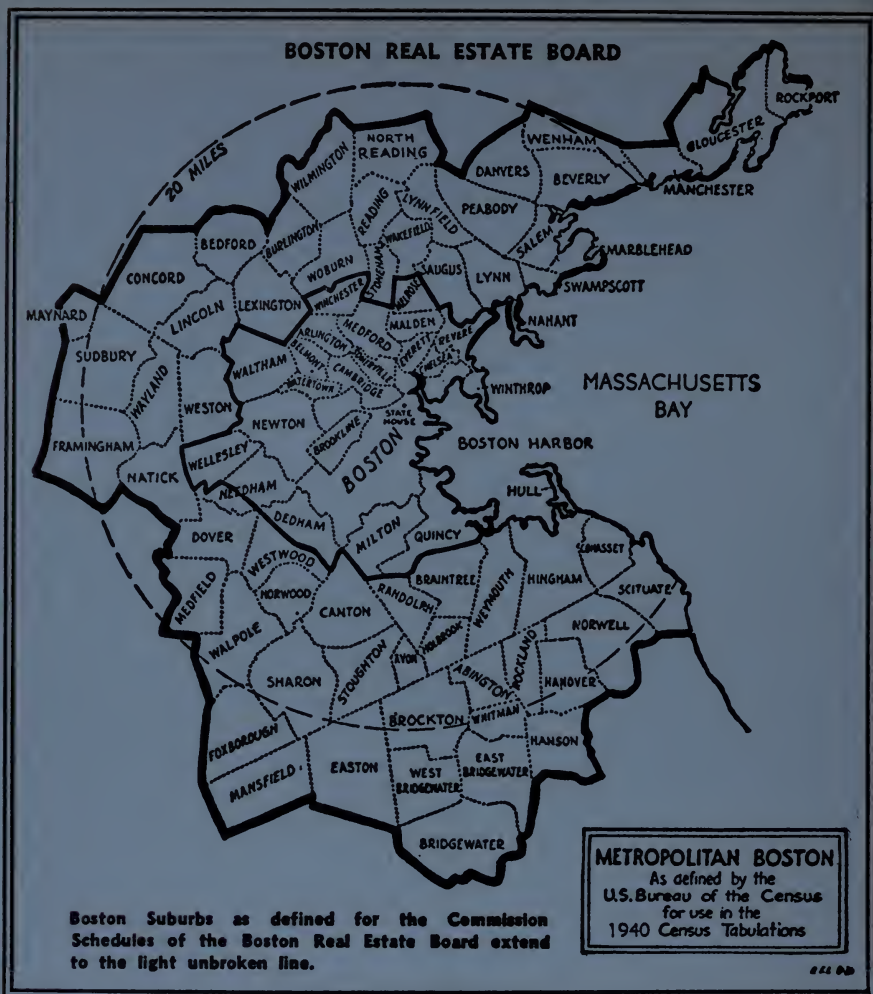 BOSTON REAL ESTATE BOARD
20 MILES
ROCKPORT
GLOUCESTER
MANCHESTER
WENHAM
BEVERLY
DANVERS
PEABODY
SALEM
MARBLEHEAD
SWAMPSCOTT
NAHANT
LYNN
SAUGUS
LYNNFIELD
NORTH
READING
READING
WILMINGTON
WAKEFIELD
STONEHAM
MELROSE
BURLINGTON
WOBURN
WINCHESTER
BEDFORD
CONCORD
LINCOLN
LEXINGTON
MAYNARD
SUDBURY
WAYLAND
WESTON
WALTHAM
ARLINGTON
BELMONT
WATERTOWN
MEDFORD
SOMERVILLE
CAMBRIDGE
MALDEN
EVERETT
REVERE
CHELSEA
WINTHROP
MASSACHUSETTS
BAY
STATE
HOUSE
BOSTON HARBOR
BOSTON
BROOKLINE
NEWTON
FRAMINGHAM
NATICK
WELLESLEY
NEEDHAM
DEDHAM
DOVER
WESTWOOD
MEDFIELD
NORWOOD
WALPOLE
CANTON
MILTON
QUINCY
HULL
BRAINTREE
RANDOLPH
HOLBROOK
WEYMOUTH
HINGHAM
COHASSET
SCITUATE
NORWELL
ROCKLAND
HANOVER
ABINGTON
WHITMAN
HANSON
AVON
STOUGHTON
SHARON
BROCKTON
FOXBOROUGH
MANSFIELD
EASTON
WEST
BRIDGEWATER
EAST
BRIDGEWATER
BRIDGEWATER
METROPOLITAN BOSTON
As defined by the
U.S. Bureau of the Census
for use in the
1940 Census Tabulations
Boston Suburbs as defined for the Commission
Schedules of the Boston Real Estate Board extend
to the light unbroken line.